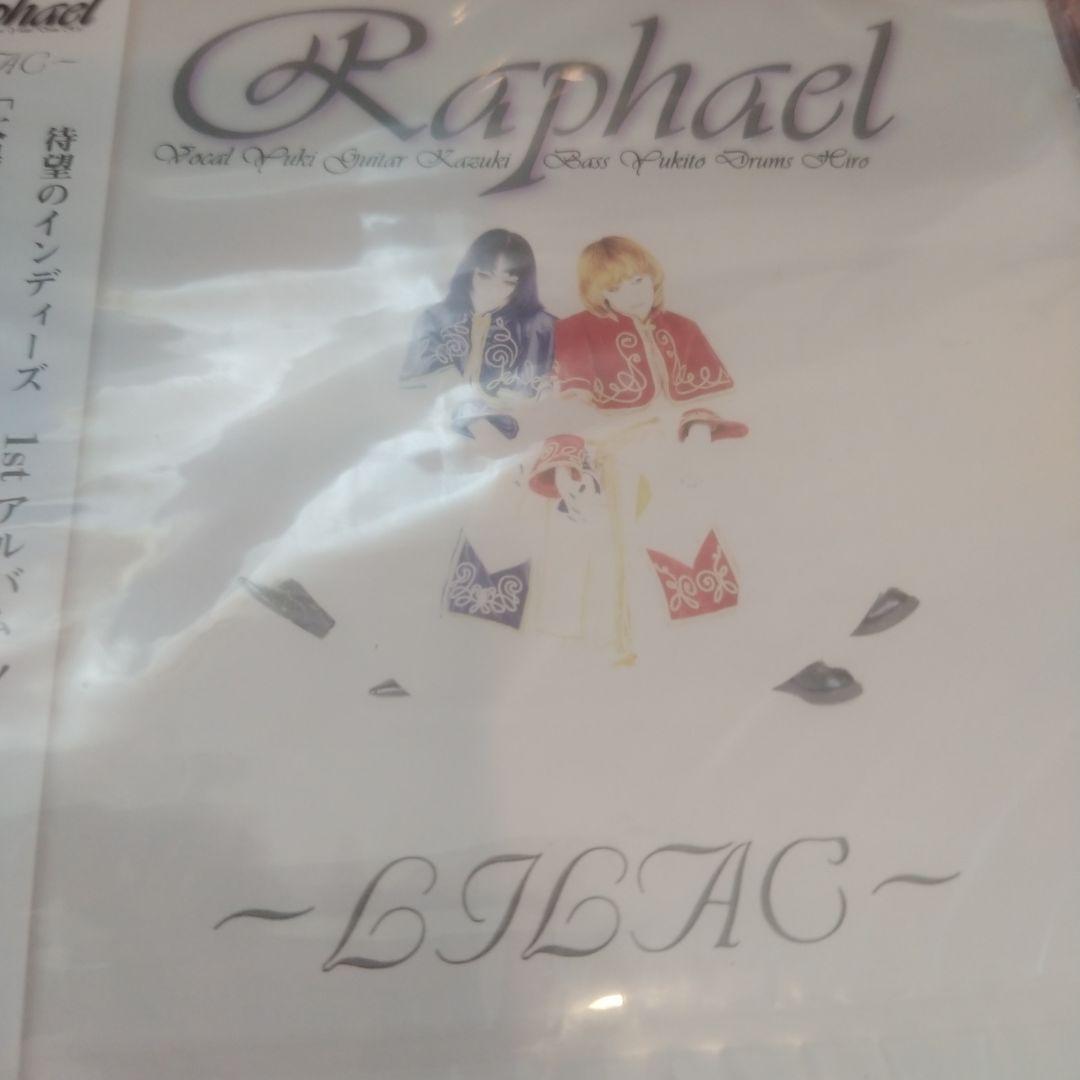 Raphael
Vocal Yuki Guitar Kazuki Bass Yukito Drums Hiro
待望のインディーズ 1st アルバム
~LILAC~